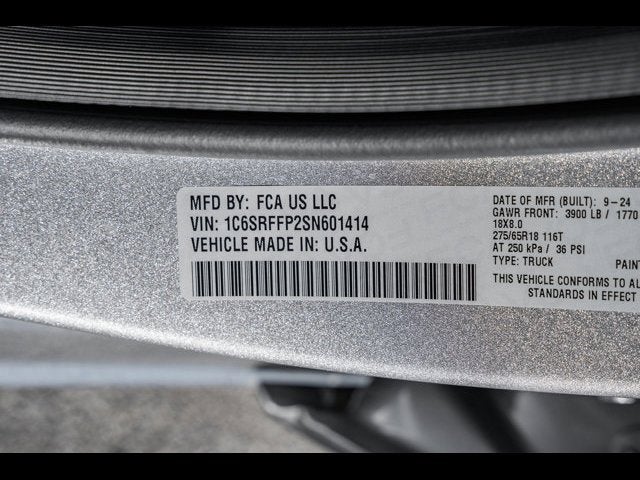 MFD BY: FCA US LLC
VIN: 1C6SRFFP2SN601414
VEHICLE MADE IN: U.S.A.
DATE OF MFR (BUILT): 9-24
GAWR FRONT: 3900 LB / 1770
18X8.0
275/65R18 116T
AT 250 kPa / 36 PSI
TYPE: TRUCK PAIN
THIS VEHICLE CONFORMS TO AL
STANDARDS IN EFFECT